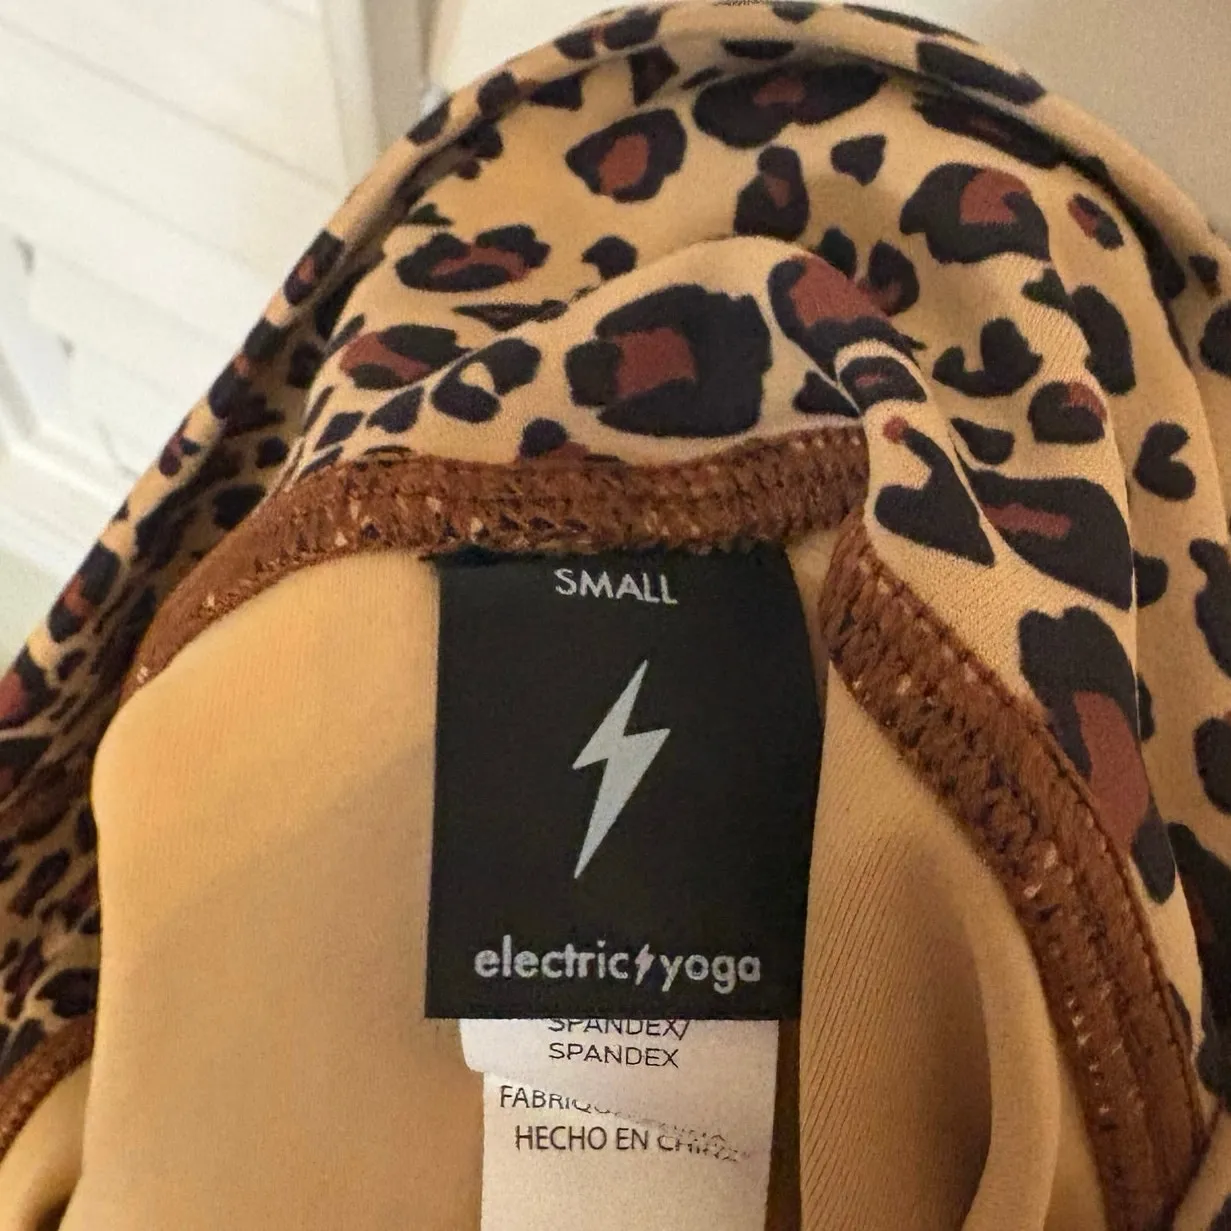 SMALL
electric yoga
SPANDEX/
SPANDEX
HECHO EN